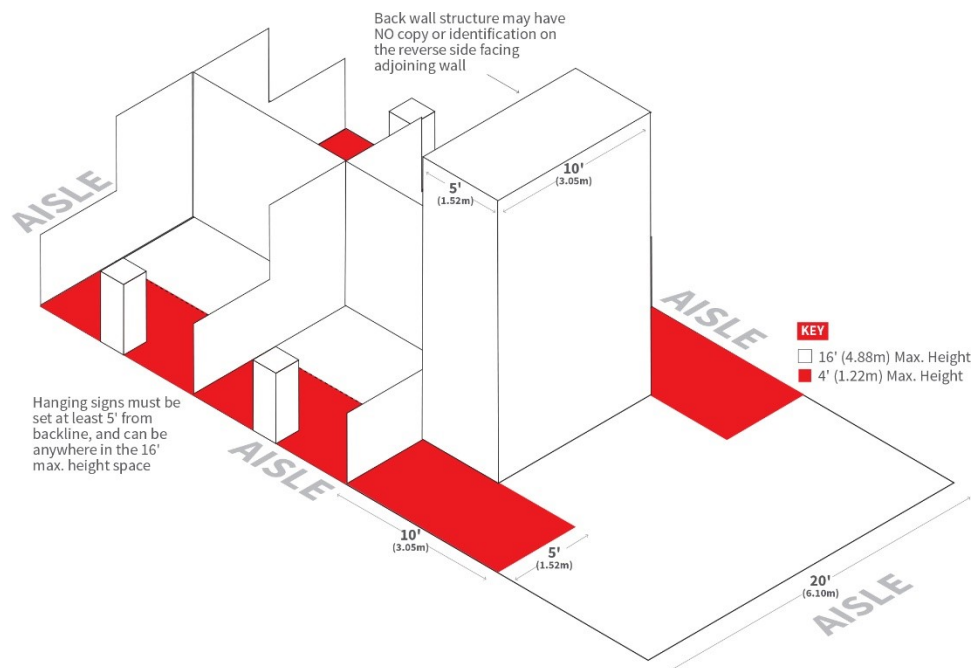 Back wall structure may have
NO copy or identification on
the reverse side facing
adjoining wall
AISLE
10'
(3.05m)
5'
(1.52m)
AISLE
KEY
16' (4.88m) Max. Height
4' (1.22m) Max. Height
Hanging signs must be
set at least 5' from
backline, and can be
anywhere in the 16'
max. height space
AISLE
10'
(3.05m)
5'
(1.52m)
20'
(6.10m)
AISLE